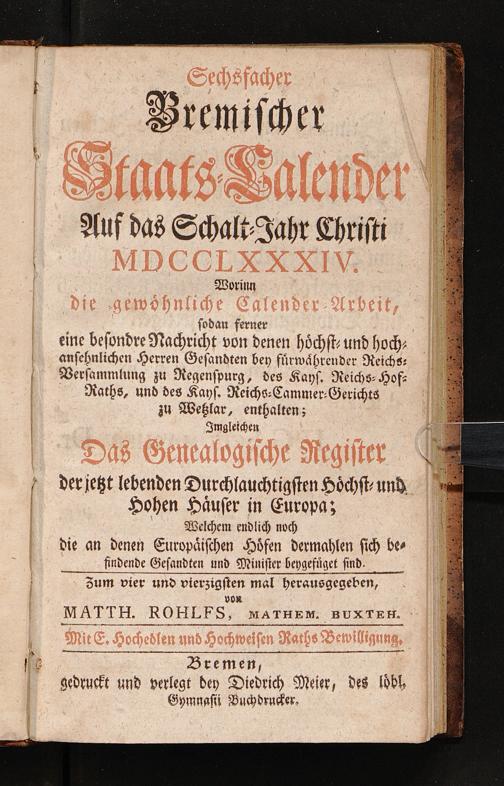 Sechsfacher
Bremischer
Staats-Calender
Auf das Schalt-Jahr Christi
MDCCLXXXIV.
Worinn
die gewöhnliche Calender-Arbeit,
sodan ferner
eine besondre Nachricht von denen höchst- und hoch-
ansehnlichen Herren Gesandten bey fürwährender Reichs-
Versammlung zu Regenspurg, des Kays. Reichs-Hof-
Raths, und des Kays. Reichs-Cammer-Gerichts
zu Wetzlar, enthalten;
Imgleichen
Das Genealogische Register
der jetzt lebenden Durchlauchtigsten Höchst- und
Hohen Häuser in Europa;
Welchem endlich noch
die an denen Europäischen Höfen dermahlen sich be-
findende Gesandten und Minister beygefüget sind.
Zum vier und vierzigsten mal herausgegeben,
von
MATTH. ROHLFS, MATHEM. BUXTEH.
Mit E. Hochedlen und Hochweisen Raths Bewilligung.
Bremen,
gedruckt und verlegt bey Diedrich Meier, des löbl.
Gymnasii Buchdrucker.